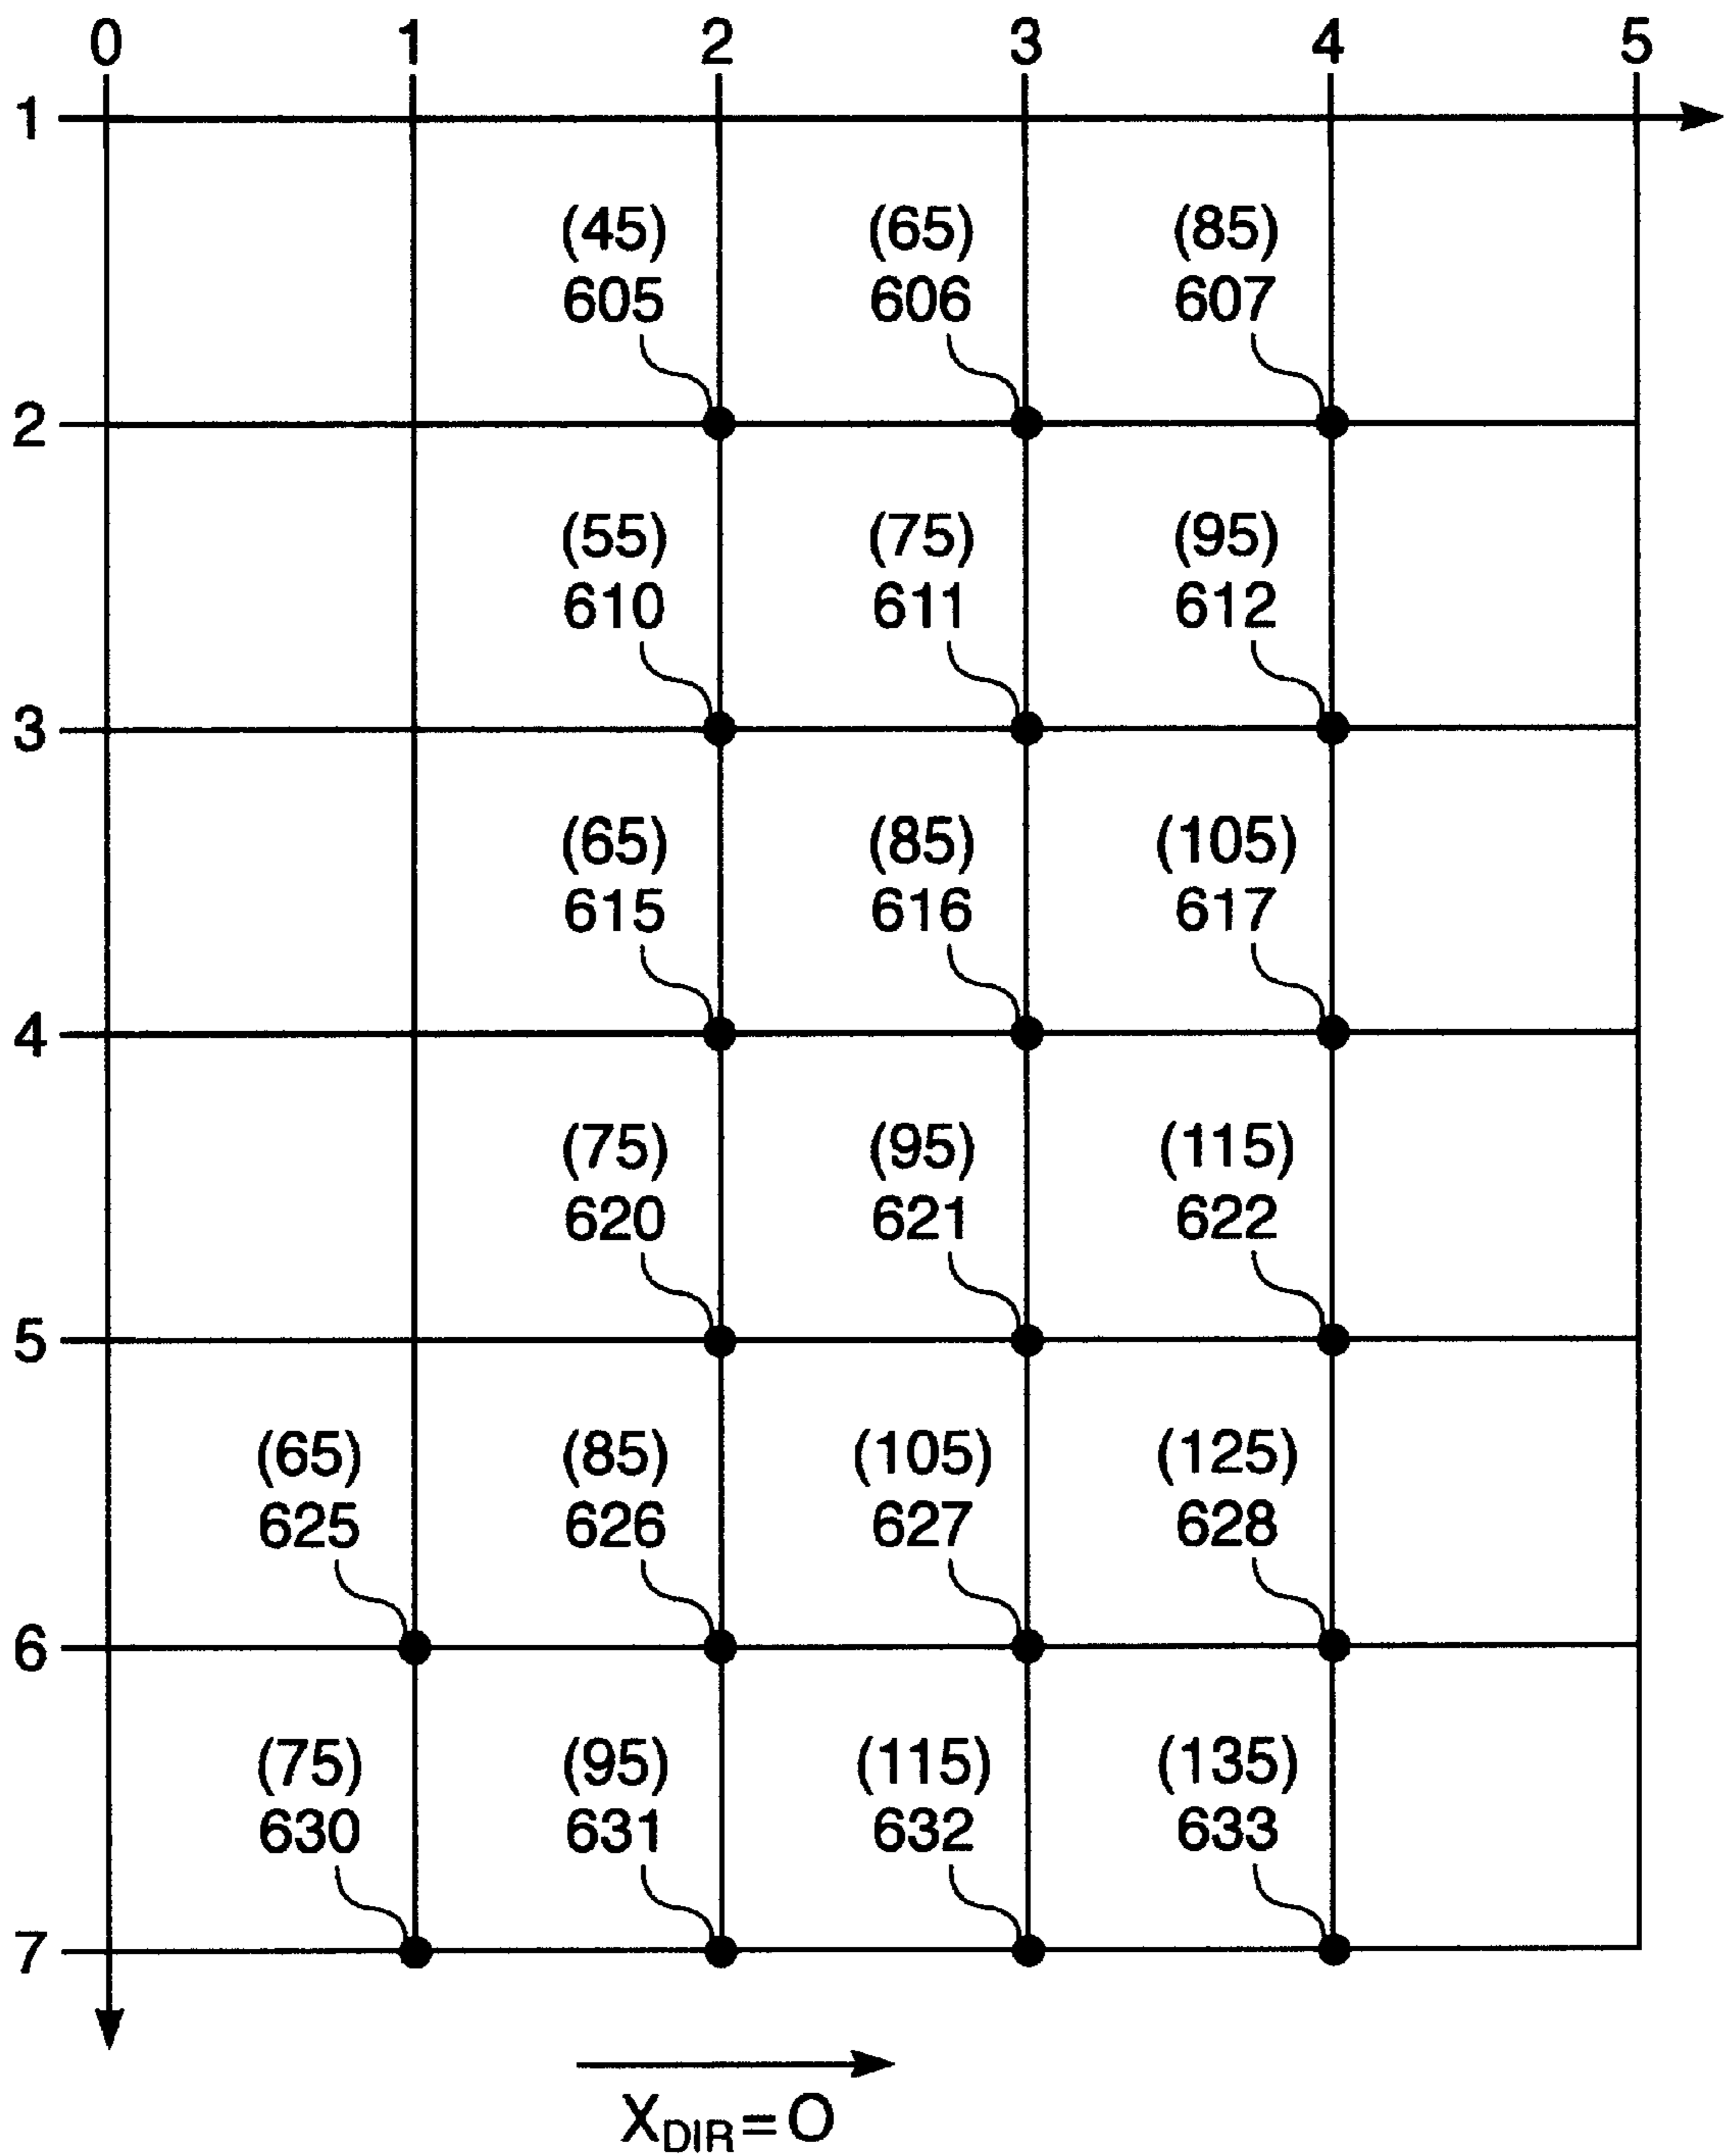 0 1 2 3 4 5
1
(45) (65) (85)
605 606 607
2
(55) (75) (95)
610 611 612
3
(65) (85) (105)
615 616 617
4
(75) (95) (115)
620 621 622
5
(65) (85) (105) (125)
625 626 627 628
6
(75) (95) (115) (135)
630 631 632 633
7
XDIR=O